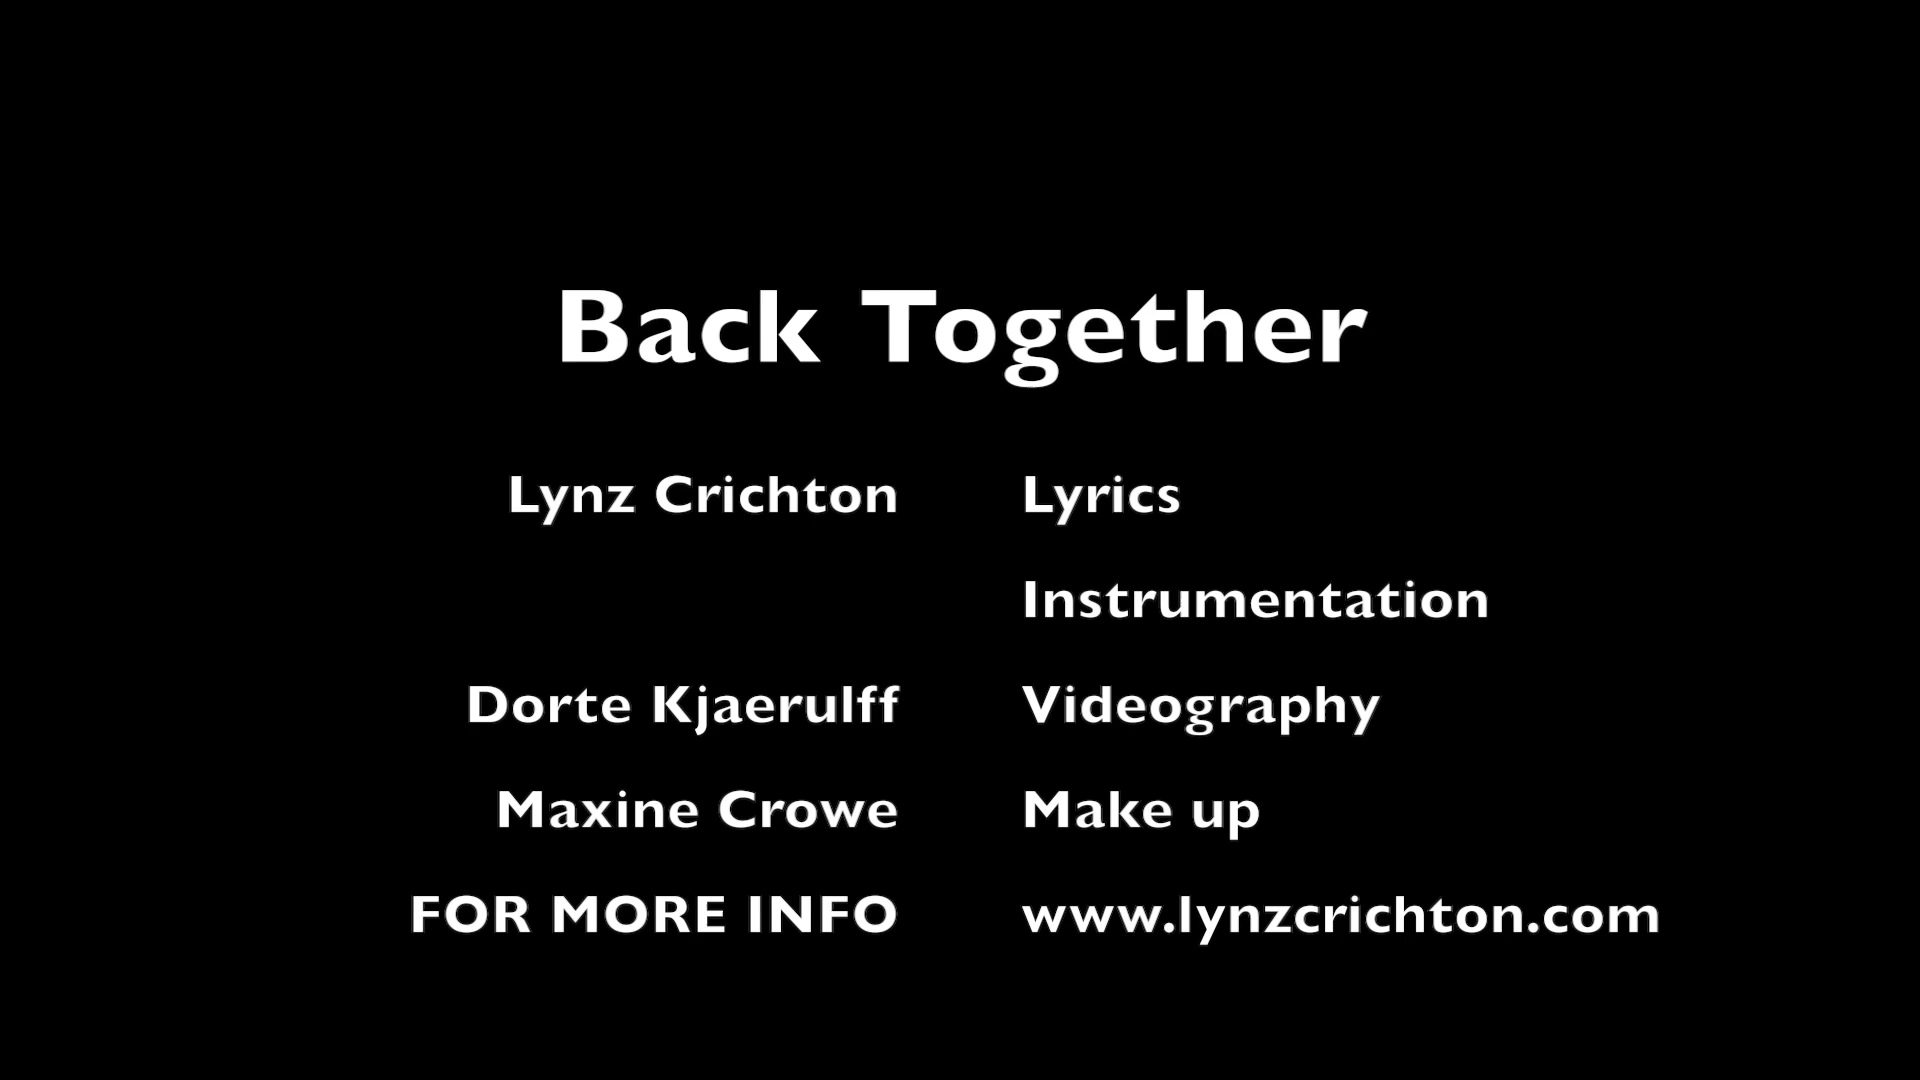 Back Together
Lynz Crichton Lyrics
Instrumentation
Dorte Kjaerulff Videography
Maxine Crowe Make up
FOR MORE INFO www.lynzcrichton.com